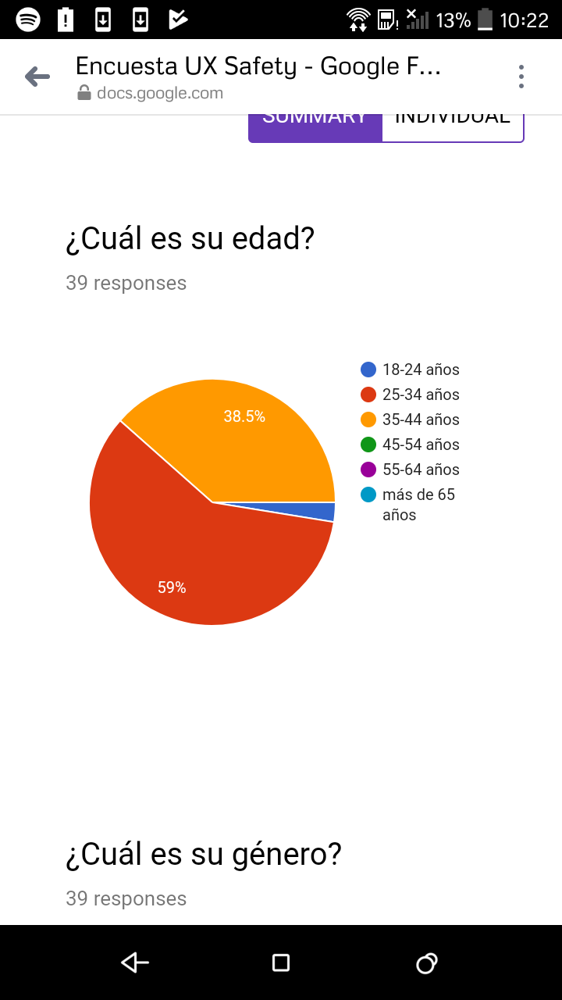 13% 10:22
Encuesta UX Safety - Google F...
docs.google.com
SUMMARY INDIVIDUAL
¿Cuál es su edad?
39 responses
18-24 años
25-34 años
35-44 años
45-54 años
55-64 años
más de 65
años
38.5%
59%
¿Cuál es su género?
39 responses